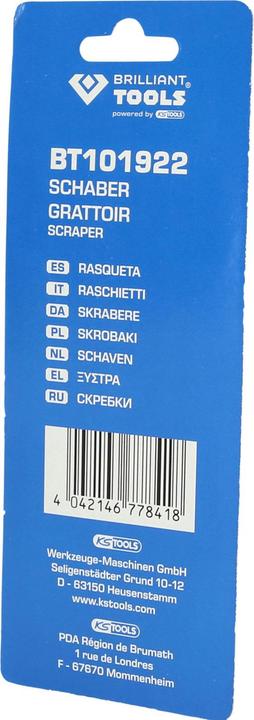 BRILLIANT
TOOLS
powered by KS TOOLS
BT101922
SCHABER
GRATTOIR
SCRAPER
ES RASQUETA
IT RASCHIETTI
DA SKRABERE
PL SKROBAKI
NL SCHAVEN
EL ΞΥΣΤΡΑ
RU СКРЕБКИ
4 042146 778418
KS TOOLS
Werkzeuge-Maschinen GmbH
Seligenstädter Grund 10-12
D - 63150 Heusenstamm
www.kstools.com
KS TOOLS
PDA Région de Brumath
1 rue de Londres
F - 67670 Mommenheim